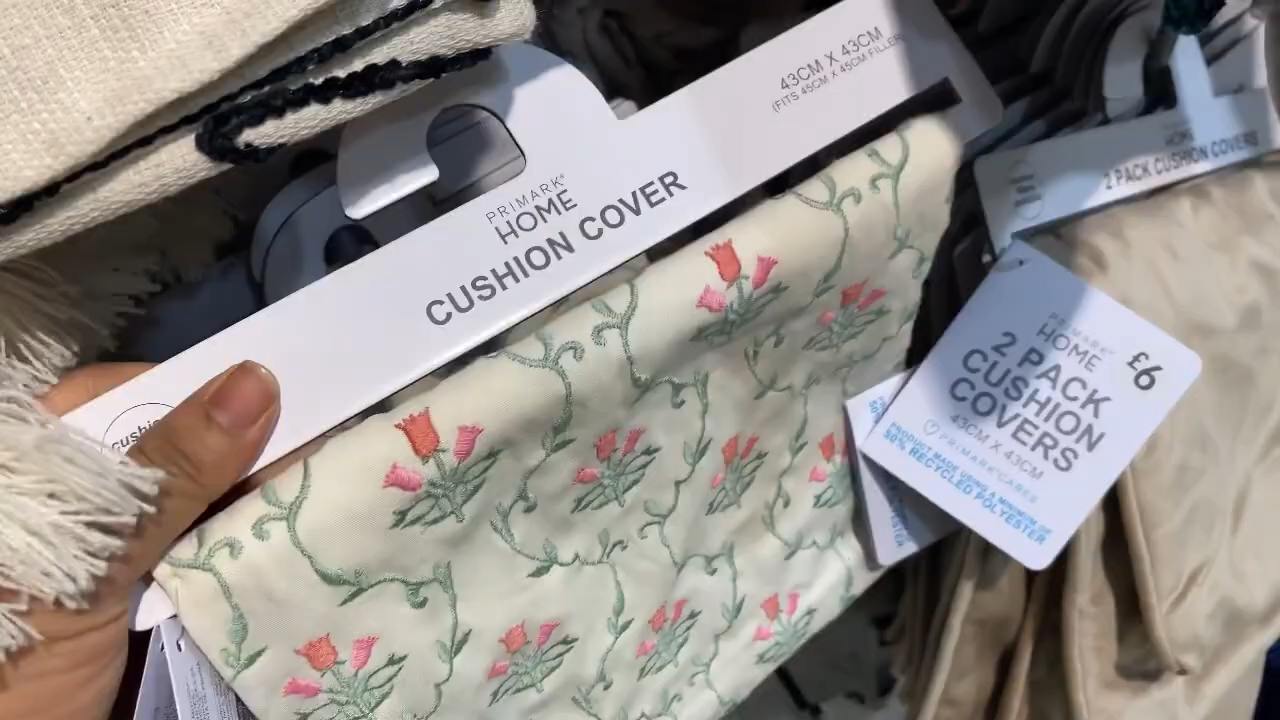 43CM X 43CM
(FITS 45CM X 45CM FILLER)
PRIMARK®
HOME
CUSHION COVER
HOME
2 PACK CUSHION COVERS
PRIMARK®
HOME
£6
2 PACK
CUSHION
COVERS
43CM X 43CM
PRIMARK®CARES
PRODUCT MADE USING A MINIMUM OF
50% RECYCLED POLYESTER